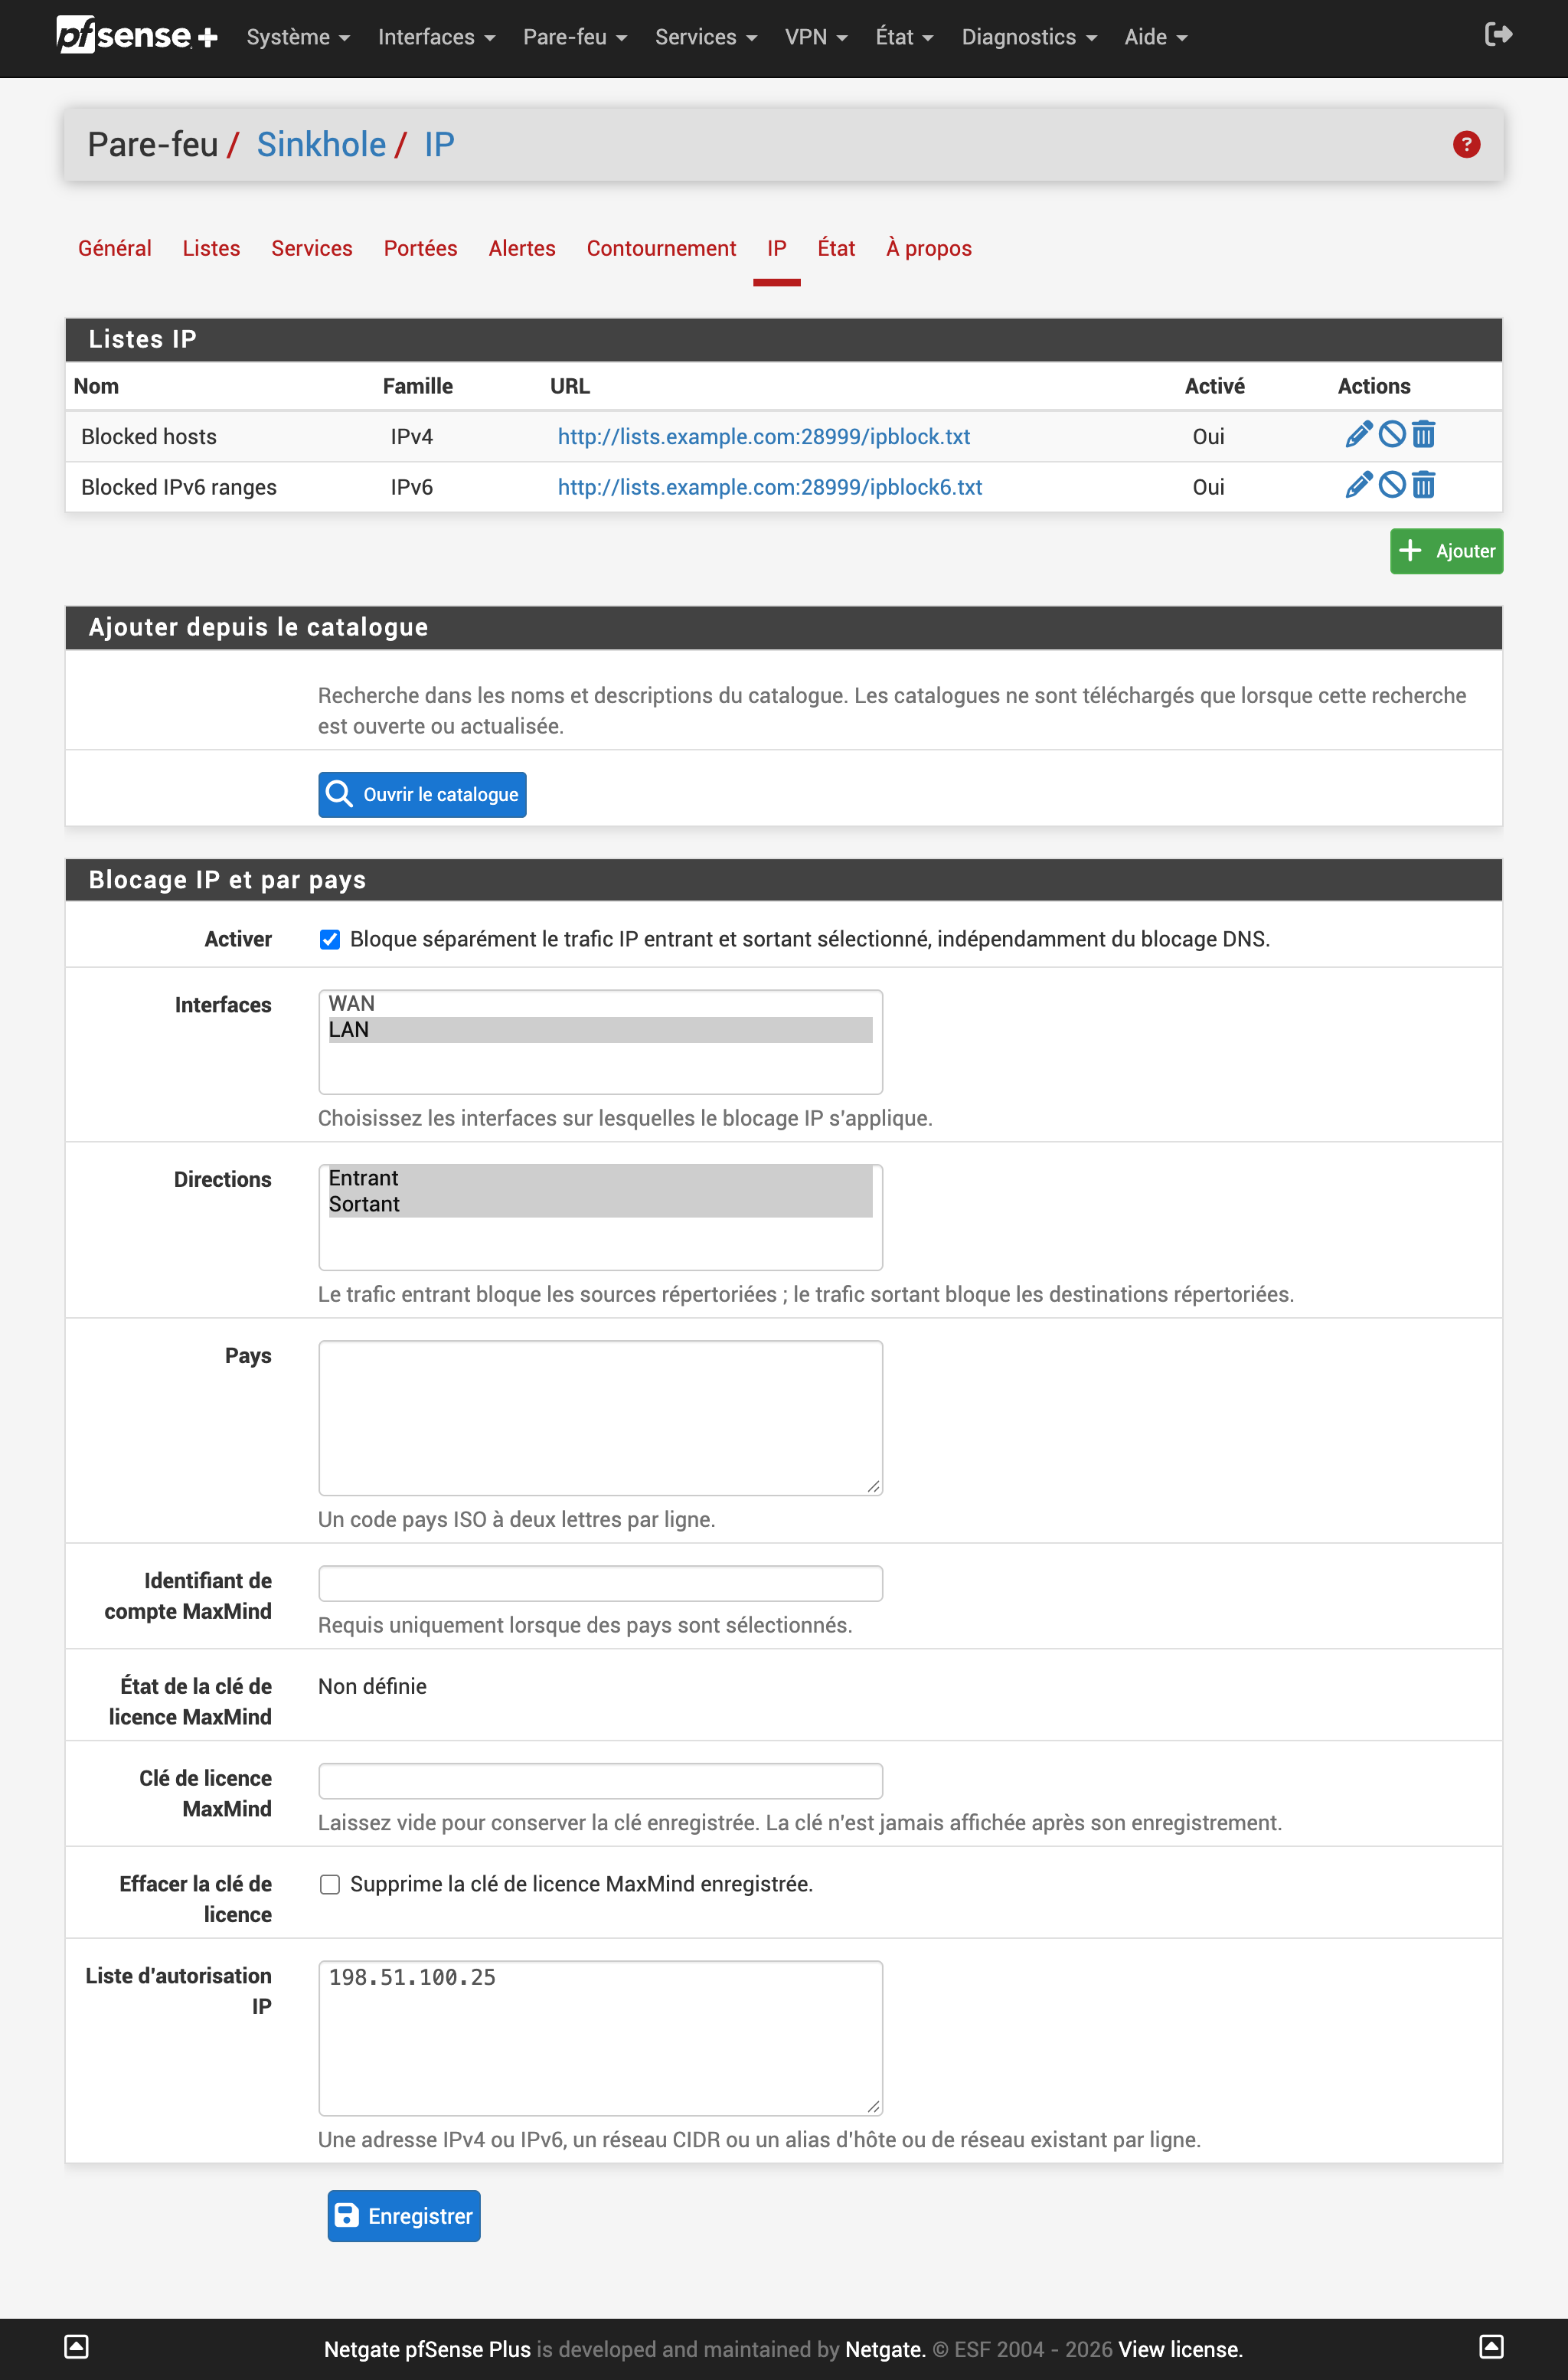 pfsense+ Système Interfaces Pare-feu Services VPN État Diagnostics Aide
Pare-feu / Sinkhole / IP
?
Général Listes Services Portées Alertes Contournement IP État À propos
Listes IP
Nom Famille URL Activé Actions
Blocked hosts IPv4 http://lists.example.com:28999/ipblock.txt Oui
Blocked IPv6 ranges IPv6 http://lists.example.com:28999/ipblock6.txt Oui
Ajouter
Ajouter depuis le catalogue
Recherche dans les noms et descriptions du catalogue. Les catalogues ne sont téléchargés que lorsque cette recherche
est ouverte ou actualisée.
Ouvrir le catalogue
Blocage IP et par pays
Activer Bloque séparément le trafic IP entrant et sortant sélectionné, indépendamment du blocage DNS.
Interfaces
WAN
LAN
Choisissez les interfaces sur lesquelles le blocage IP s'applique.
Directions
Entrant
Sortant
Le trafic entrant bloque les sources répertoriées ; le trafic sortant bloque les destinations répertoriées.
Pays
Un code pays ISO à deux lettres par ligne.
Identifiant de
compte MaxMind
Requis uniquement lorsque des pays sont sélectionnés.
État de la clé de
licence MaxMind
Non définie
Clé de licence
MaxMind
Laissez vide pour conserver la clé enregistrée. La clé n'est jamais affichée après son enregistrement.
Effacer la clé de
licence
Supprime la clé de licence MaxMind enregistrée.
Liste d'autorisation
IP
198.51.100.25
Une adresse IPv4 ou IPv6, un réseau CIDR ou un alias d'hôte ou de réseau existant par ligne.
Enregistrer
Netgate pfSense Plus is developed and maintained by Netgate. © ESF 2004 - 2026 View license.